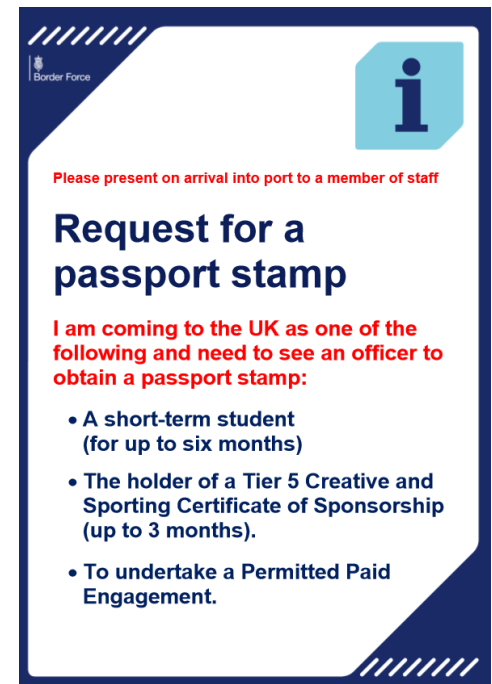 Border Force
i
Please present on arrival into port to a member of staff
Request for a
passport stamp
I am coming to the UK as one of the
following and need to see an officer to
obtain a passport stamp:
• A short-term student
(for up to six months)
• The holder of a Tier 5 Creative and
Sporting Certificate of Sponsorship
(up to 3 months).
• To undertake a Permitted Paid
Engagement.